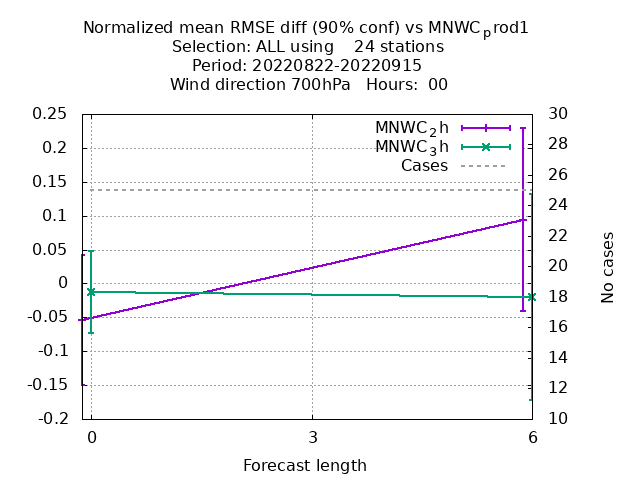 Normalized mean RMSE diff (90% conf) vs MNWCprod1
Selection: ALL using    24 stations
Period: 20220822-20220915
Wind direction 700hPa   Hours:  00
0.25
0.2
0.15
0.1
0.05
0
-0.05
-0.1
-0.15
-0.2
MNWC2h
MNWC3h
Cases
30
28
26
24
22
20
18
16
14
12
10
No cases
0 3 6
Forecast length